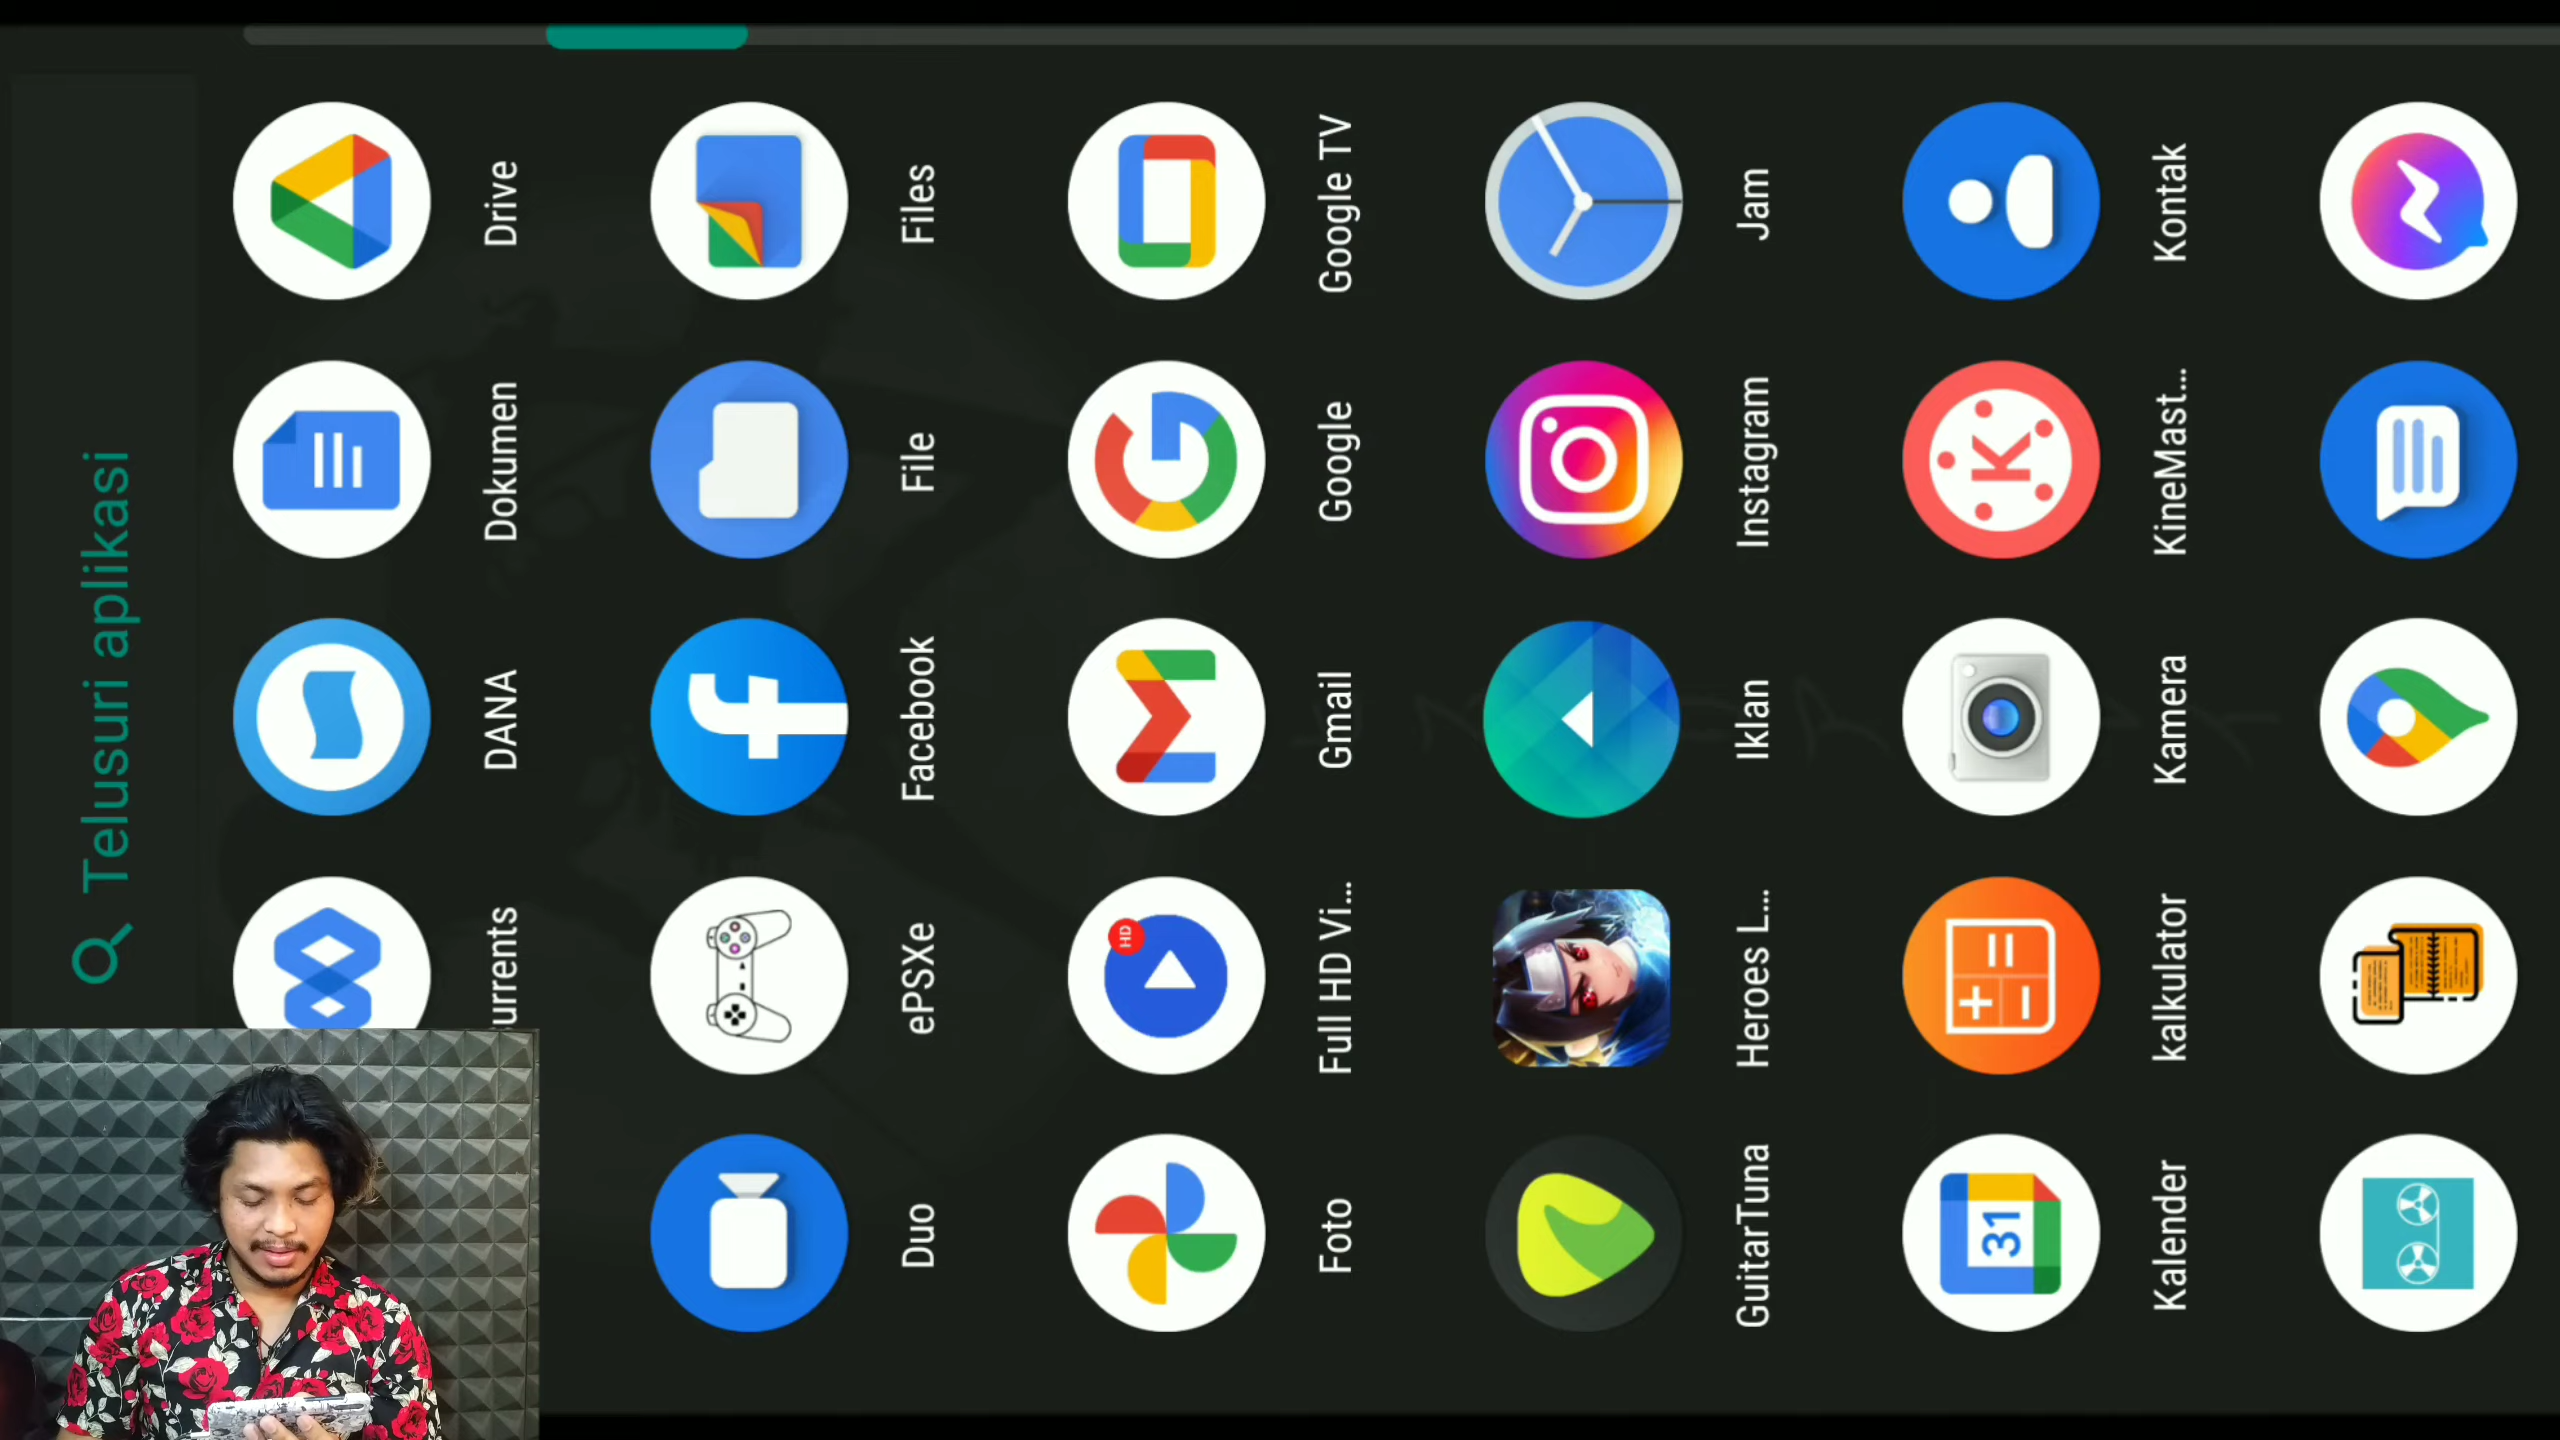 Telusuri aplikasi
urrents
DANA
Dokumen
Drive
Duo
ePSXe
Facebook
File
Files
Foto
Full HD Vi...
HD
Gmail
Google
Google TV
GuitarTuna
Heroes L...
Iklan
Instagram
Jam
31
Kalender
kalkulator
Kamera
K
KineMast...
Kontak